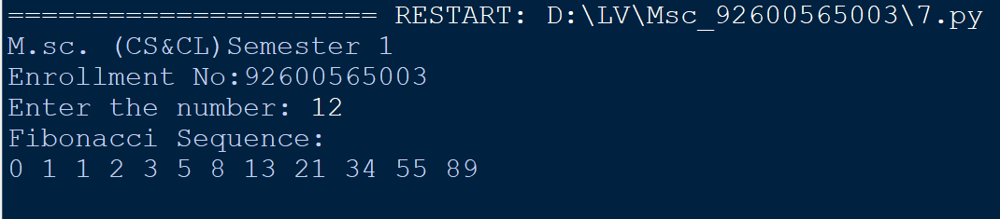 ====================== RESTART: D:\LV\Msc_92600565003\7.py
M.sc. (CS&CL)Semester 1
Enrollment No:92600565003
Enter the number: 12
Fibonacci Sequence:
0 1 1 2 3 5 8 13 21 34 55 89